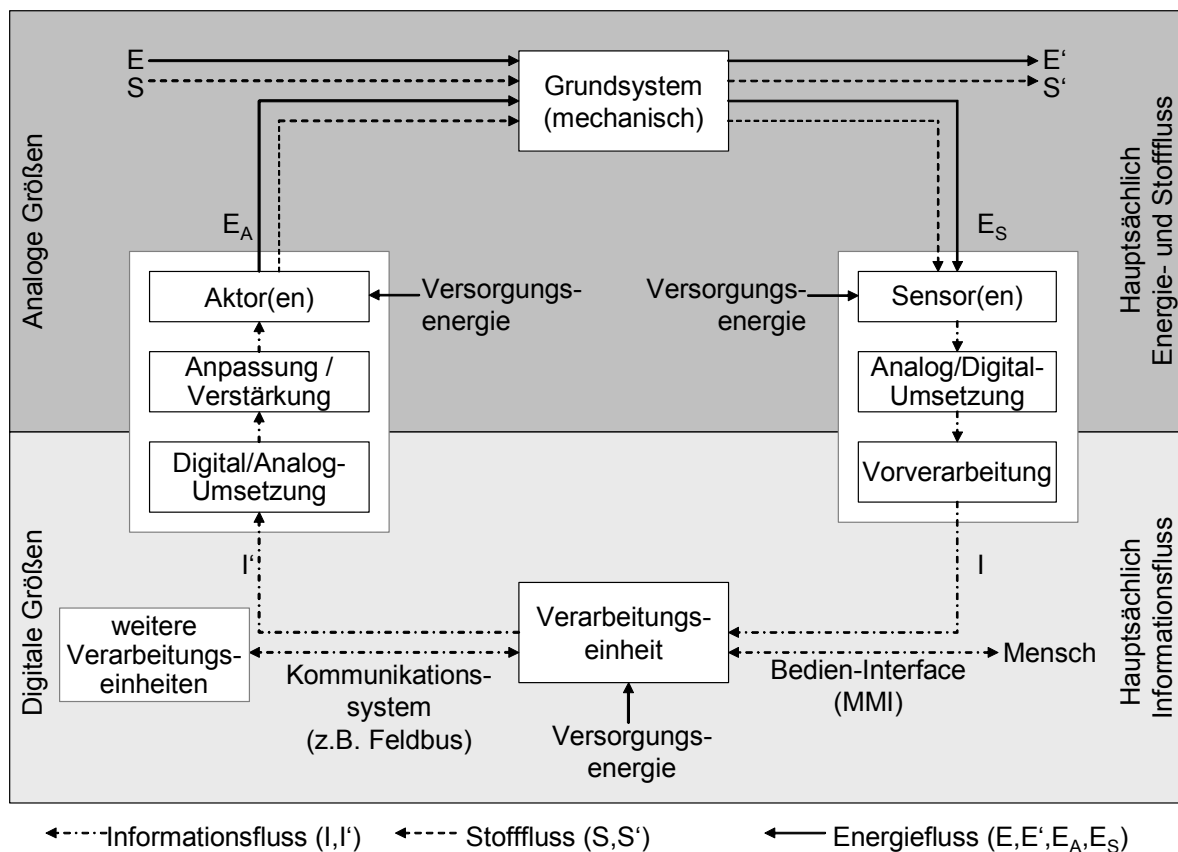 E
S
Grundsystem
(mechanisch)
E‘
S‘
Analoge Größen
Hauptsächlich
Energie- und Stofffluss
E_A
E_S
Aktor(en)
Versorgungs-
energie
Versorgungs-
energie
Sensor(en)
Anpassung /
Verstärkung
Analog/Digital-
Umsetzung
Digital/Analog-
Umsetzung
Vorverarbeitung
Digitale Größen
Hauptsächlich
Informationsfluss
I‘
I
weitere
Verarbeitungs-
einheiten
Verarbeitungs-
einheit
Mensch
Kommunikations-
system
(z.B. Feldbus)
Bedien-Interface
(MMI)
Versorgungs-
energie
Informationsfluss (I,I‘)
Stofffluss (S,S‘)
Energiefluss (E,E‘,E_A,E_S)